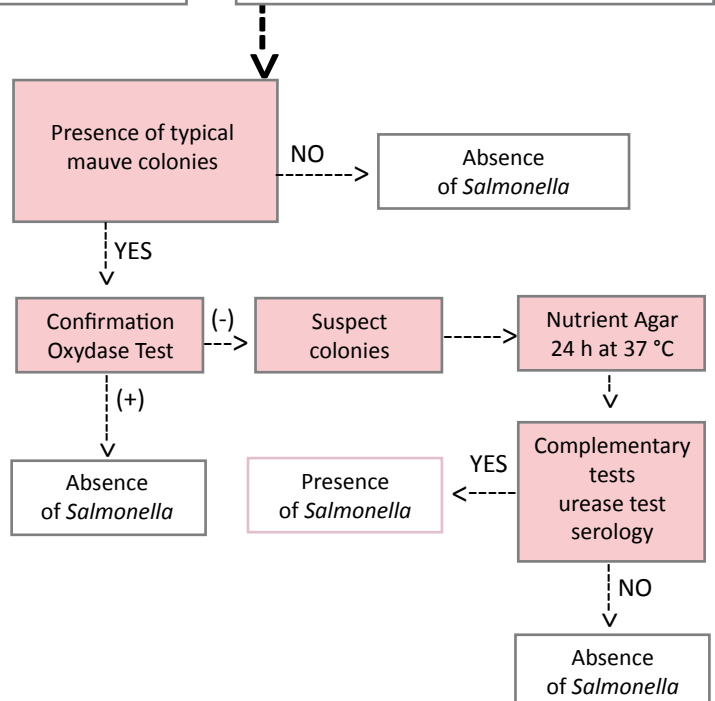 Presence of typical
mauve colonies
NO
Absence
of Salmonella
YES
Confirmation
Oxydase Test
(-)
Suspect
colonies
Nutrient Agar
24 h at 37 °C
(+)
Absence
of Salmonella
Presence
of Salmonella
YES
Complementary
tests
urease test
serology
NO
Absence
of Salmonella